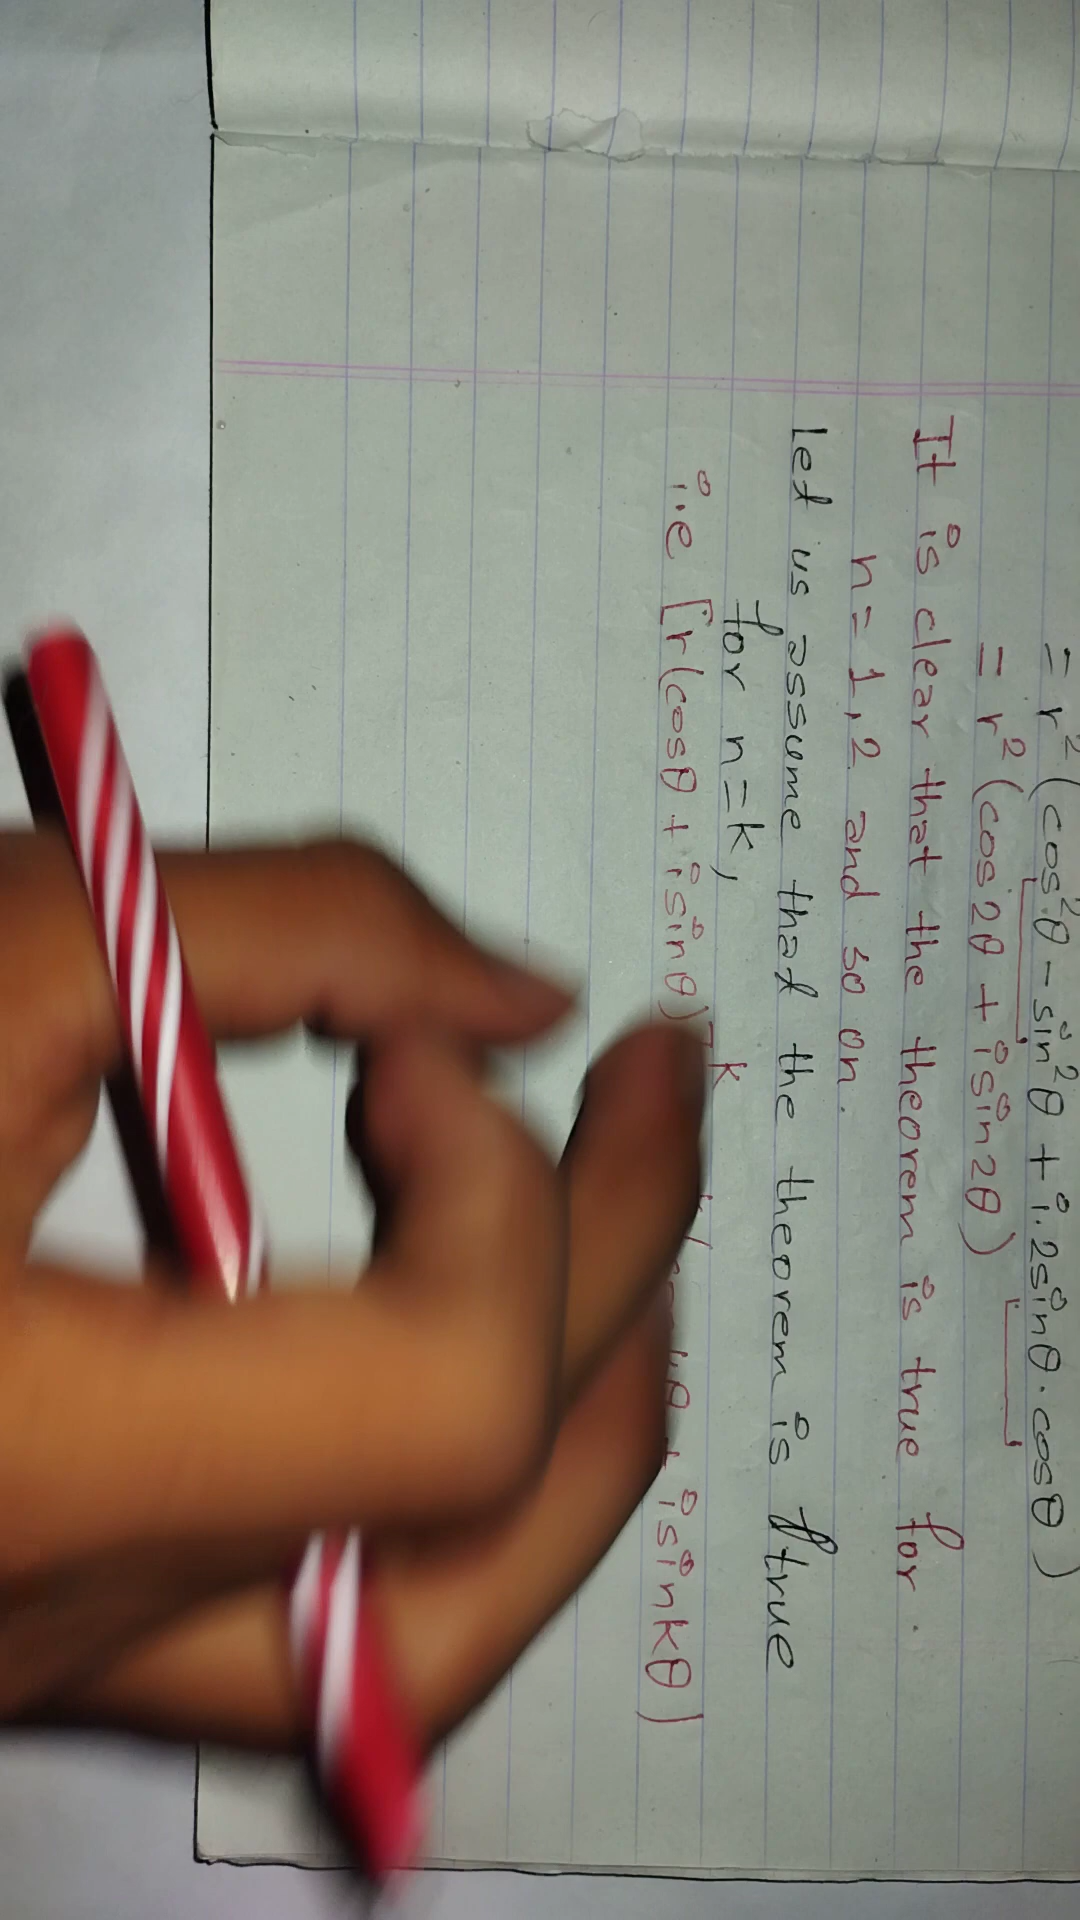 = r² (cos²θ - sin²θ + i.2sinθ.cosθ)
= r² (cos2θ + isin2θ)
It is clear that the theorem is true for.
n = 1,2 and so on.
let us assume that the theorem is true
for n=k,
i.e [r(cosθ + isinθ)]k θ + isinkθ)